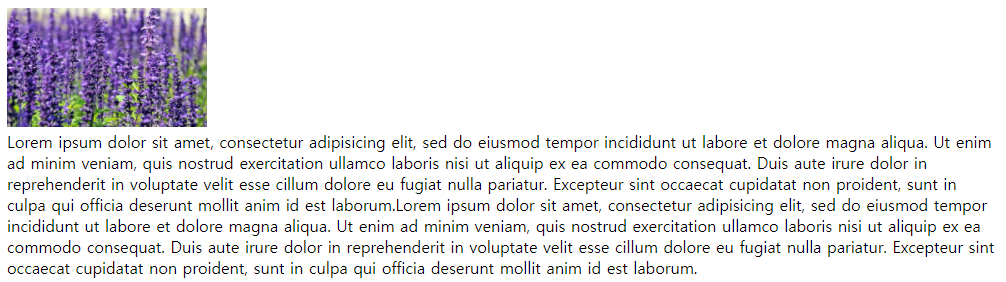 Lorem ipsum dolor sit amet, consectetur adipisicing elit, sed do eiusmod tempor incididunt ut labore et dolore magna aliqua. Ut enim
ad minim veniam, quis nostrud exercitation ullamco laboris nisi ut aliquip ex ea commodo consequat. Duis aute irure dolor in
reprehenderit in voluptate velit esse cillum dolore eu fugiat nulla pariatur. Excepteur sint occaecat cupidatat non proident, sunt in
culpa qui officia deserunt mollit anim id est laborum.Lorem ipsum dolor sit amet, consectetur adipisicing elit, sed do eiusmod tempor
incididunt ut labore et dolore magna aliqua. Ut enim ad minim veniam, quis nostrud exercitation ullamco laboris nisi ut aliquip ex ea
commodo consequat. Duis aute irure dolor in reprehenderit in voluptate velit esse cillum dolore eu fugiat nulla pariatur. Excepteur sint
occaecat cupidatat non proident, sunt in culpa qui officia deserunt mollit anim id est laborum.